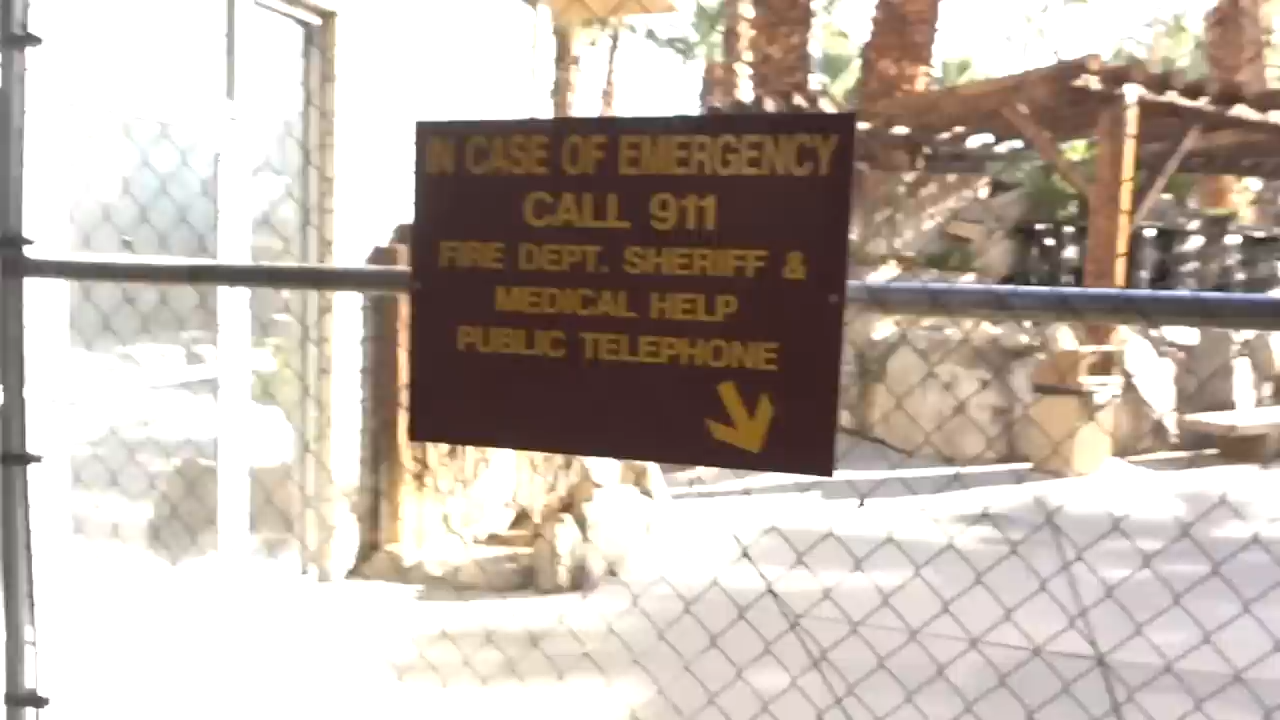 IN CASE OF EMERGENCY
CALL 911
FIRE DEPT. SHERIFF &
MEDICAL HELP
PUBLIC TELEPHONE